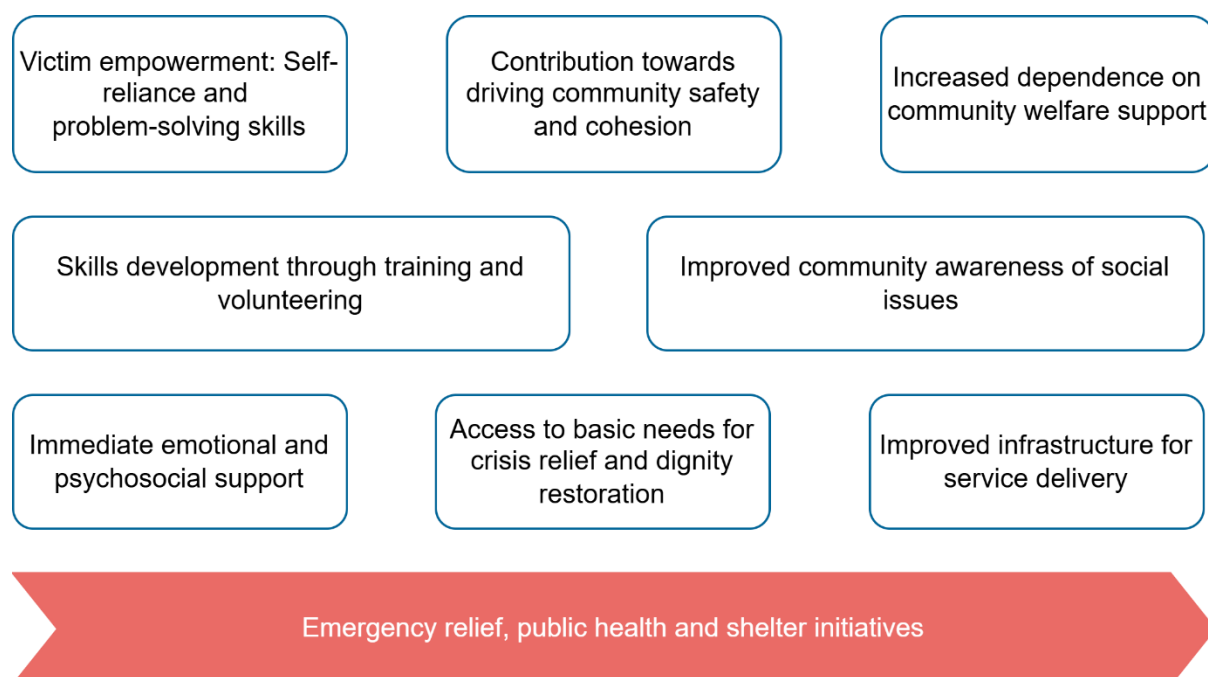 Victim empowerment: Self-
reliance and
problem-solving skills
Contribution towards
driving community safety
and cohesion
Increased dependence on
community welfare support
Skills development through training and
volunteering
Improved community awareness of social
issues
Immediate emotional and
psychosocial support
Access to basic needs for
crisis relief and dignity
restoration
Improved infrastructure for
service delivery
Emergency relief, public health and shelter initiatives